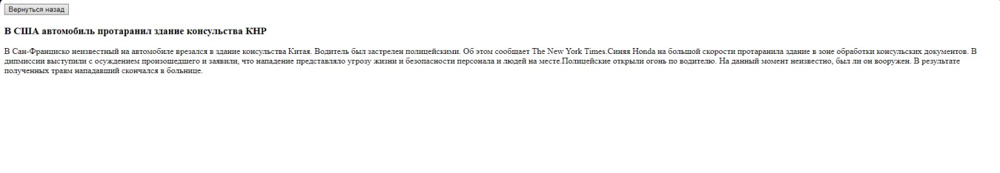 Вернуться назад
В США автомобиль протаранил здание консульства КНР
В Сан-Франциско неизвестный на автомобиле врезался в здание консульства Китая. Водитель был застрелен полицейскими. Об этом сообщает The New York Times.Синяя Honda на большой скорости протаранила здание в зоне обработки консульских документов. В
дипмиссии выступили с осуждением произошедшего и заявили, что нападение представляло угрозу жизни и безопасности персонала и людей на месте.Полицейские открыли огонь по водителю. На данный момент неизвестно, был ли он вооружен. В результате
полученных травм нападавший скончался в больнице.